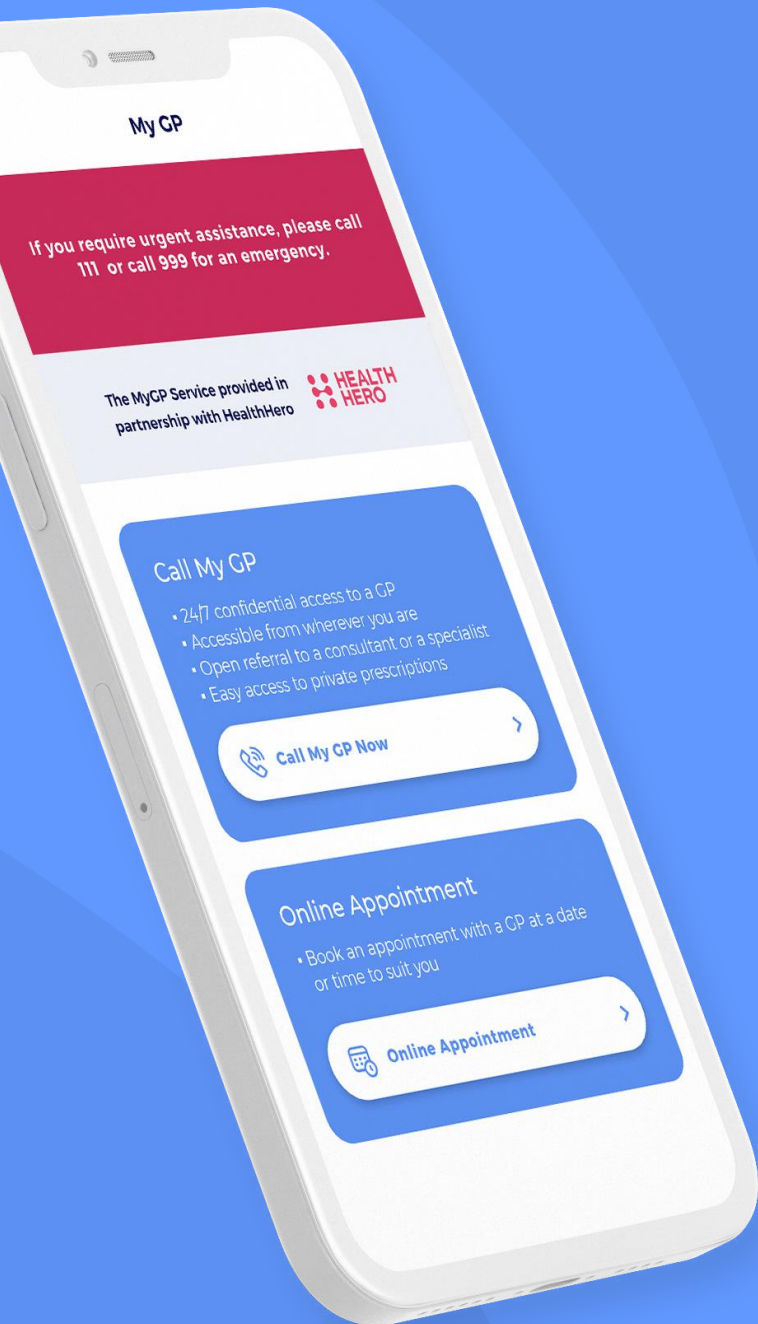 My GP
If you require urgent assistance, please call
111 or call 999 for an emergency.
The MyGP Service provided in
partnership with HealthHero
HEALTH
HERO
Call My GP
▪ 24/7 confidential access to a GP
▪ Accessible from wherever you are
▪ Open referral to a consultant or a specialist
▪ Easy access to private prescriptions
Call My GP Now
Online Appointment
▪ Book an appointment with a GP at a date
or time to suit you
Online Appointment